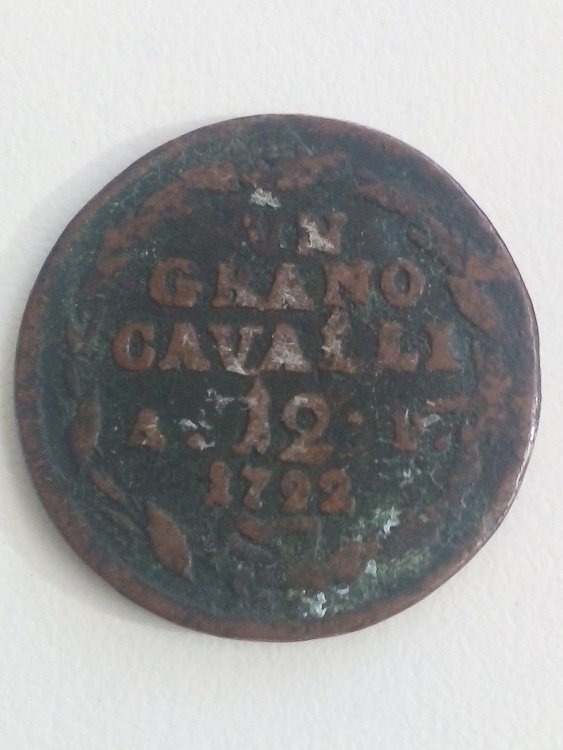 UN
GRANO
CAVALLI
A. 12 P.
1792